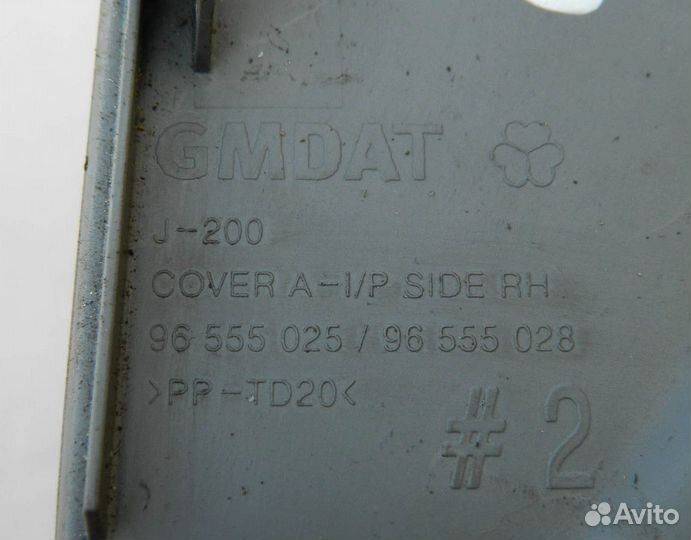 GMDAT
J-200
COVER A-I/P SIDE RH
96 555 025 / 96 555 028
>PP-TD20<
# 2
Avito